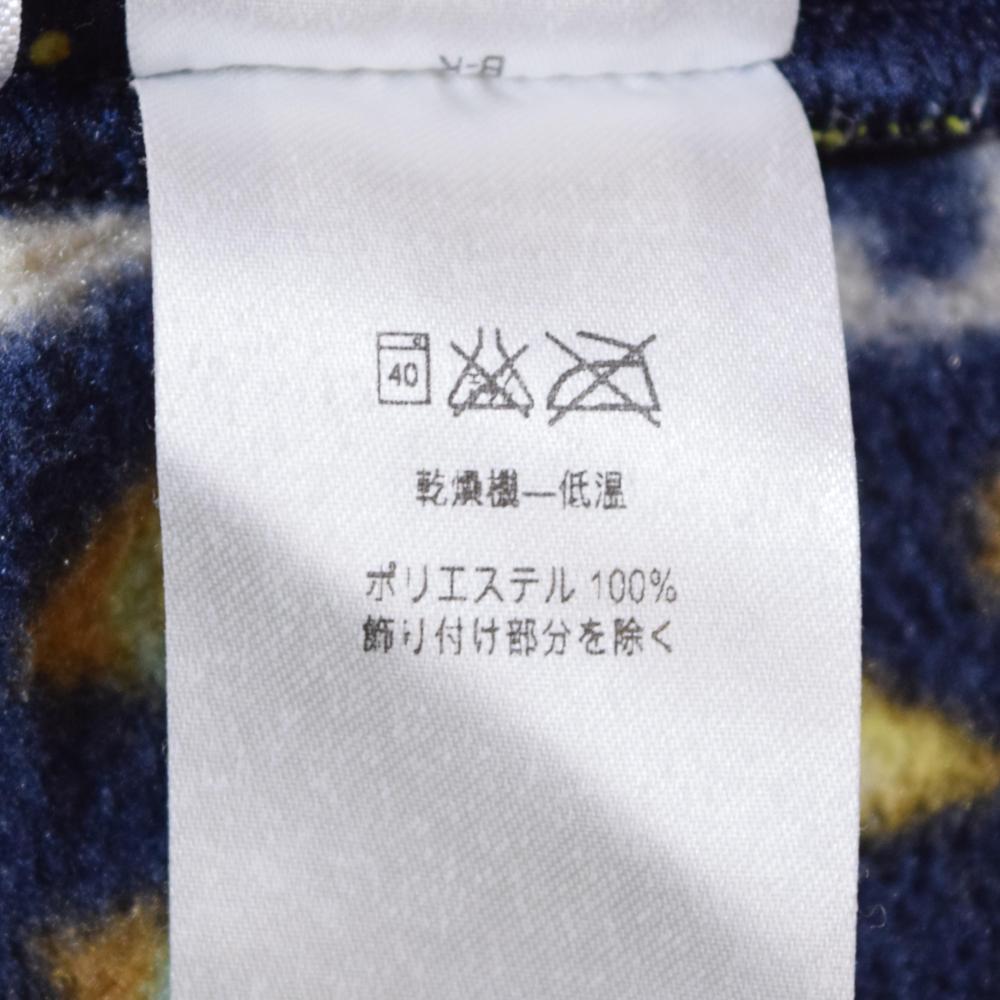 B-K
40
乾燥機—低温
ポリエステル 100%
飾り付け部分を除く